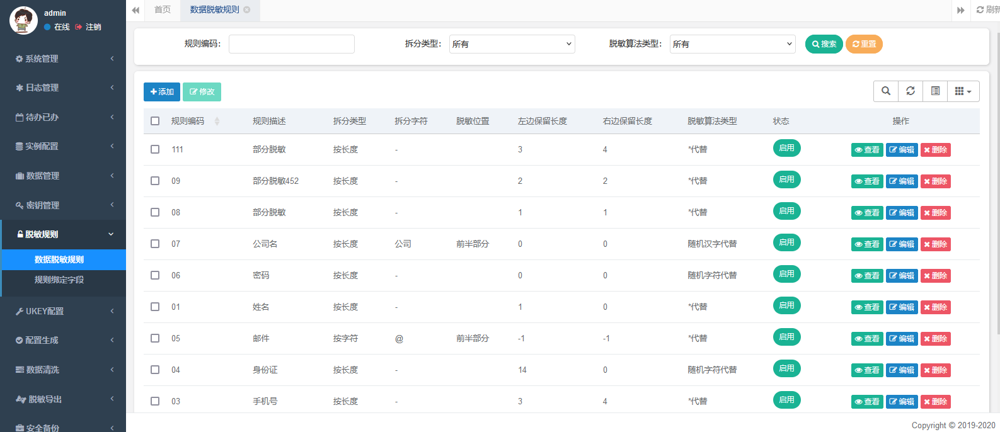 admin
在线 注销
系统管理
日志管理
待办已办
实例配置
数据管理
密钥管理
脱敏规则
数据脱敏规则
规则绑定字段
UKEY配置
配置生成
数据清洗
脱敏导出
安全备份
首页 数据脱敏规则 刷新
规则编码: 拆分类型: 所有 脱敏算法类型: 所有 搜索 重置
添加 修改
规则编码 规则描述 拆分类型 拆分字符 脱敏位置 左边保留长度 右边保留长度 脱敏算法类型 状态 操作
111 部分脱敏 按长度 - 3 4 *代替 启用 查看 编辑 删除
09 部分脱敏452 按长度 - 2 2 *代替 启用 查看 编辑 删除
08 部分脱敏 按长度 - 1 1 *代替 启用 查看 编辑 删除
07 公司名 按长度 公司 前半部分 0 0 随机汉字代替 启用 查看 编辑 删除
06 密码 按长度 - 0 0 随机字符代替 启用 查看 编辑 删除
01 姓名 按长度 - 1 0 *代替 启用 查看 编辑 删除
05 邮件 按字符 @ 前半部分 -1 -1 *代替 启用 查看 编辑 删除
04 身份证 按长度 - 14 0 随机字符代替 启用 查看 编辑 删除
03 手机号 按长度 - 3 4 *代替 启用 查看 编辑 删除
Copyright © 2019-2020